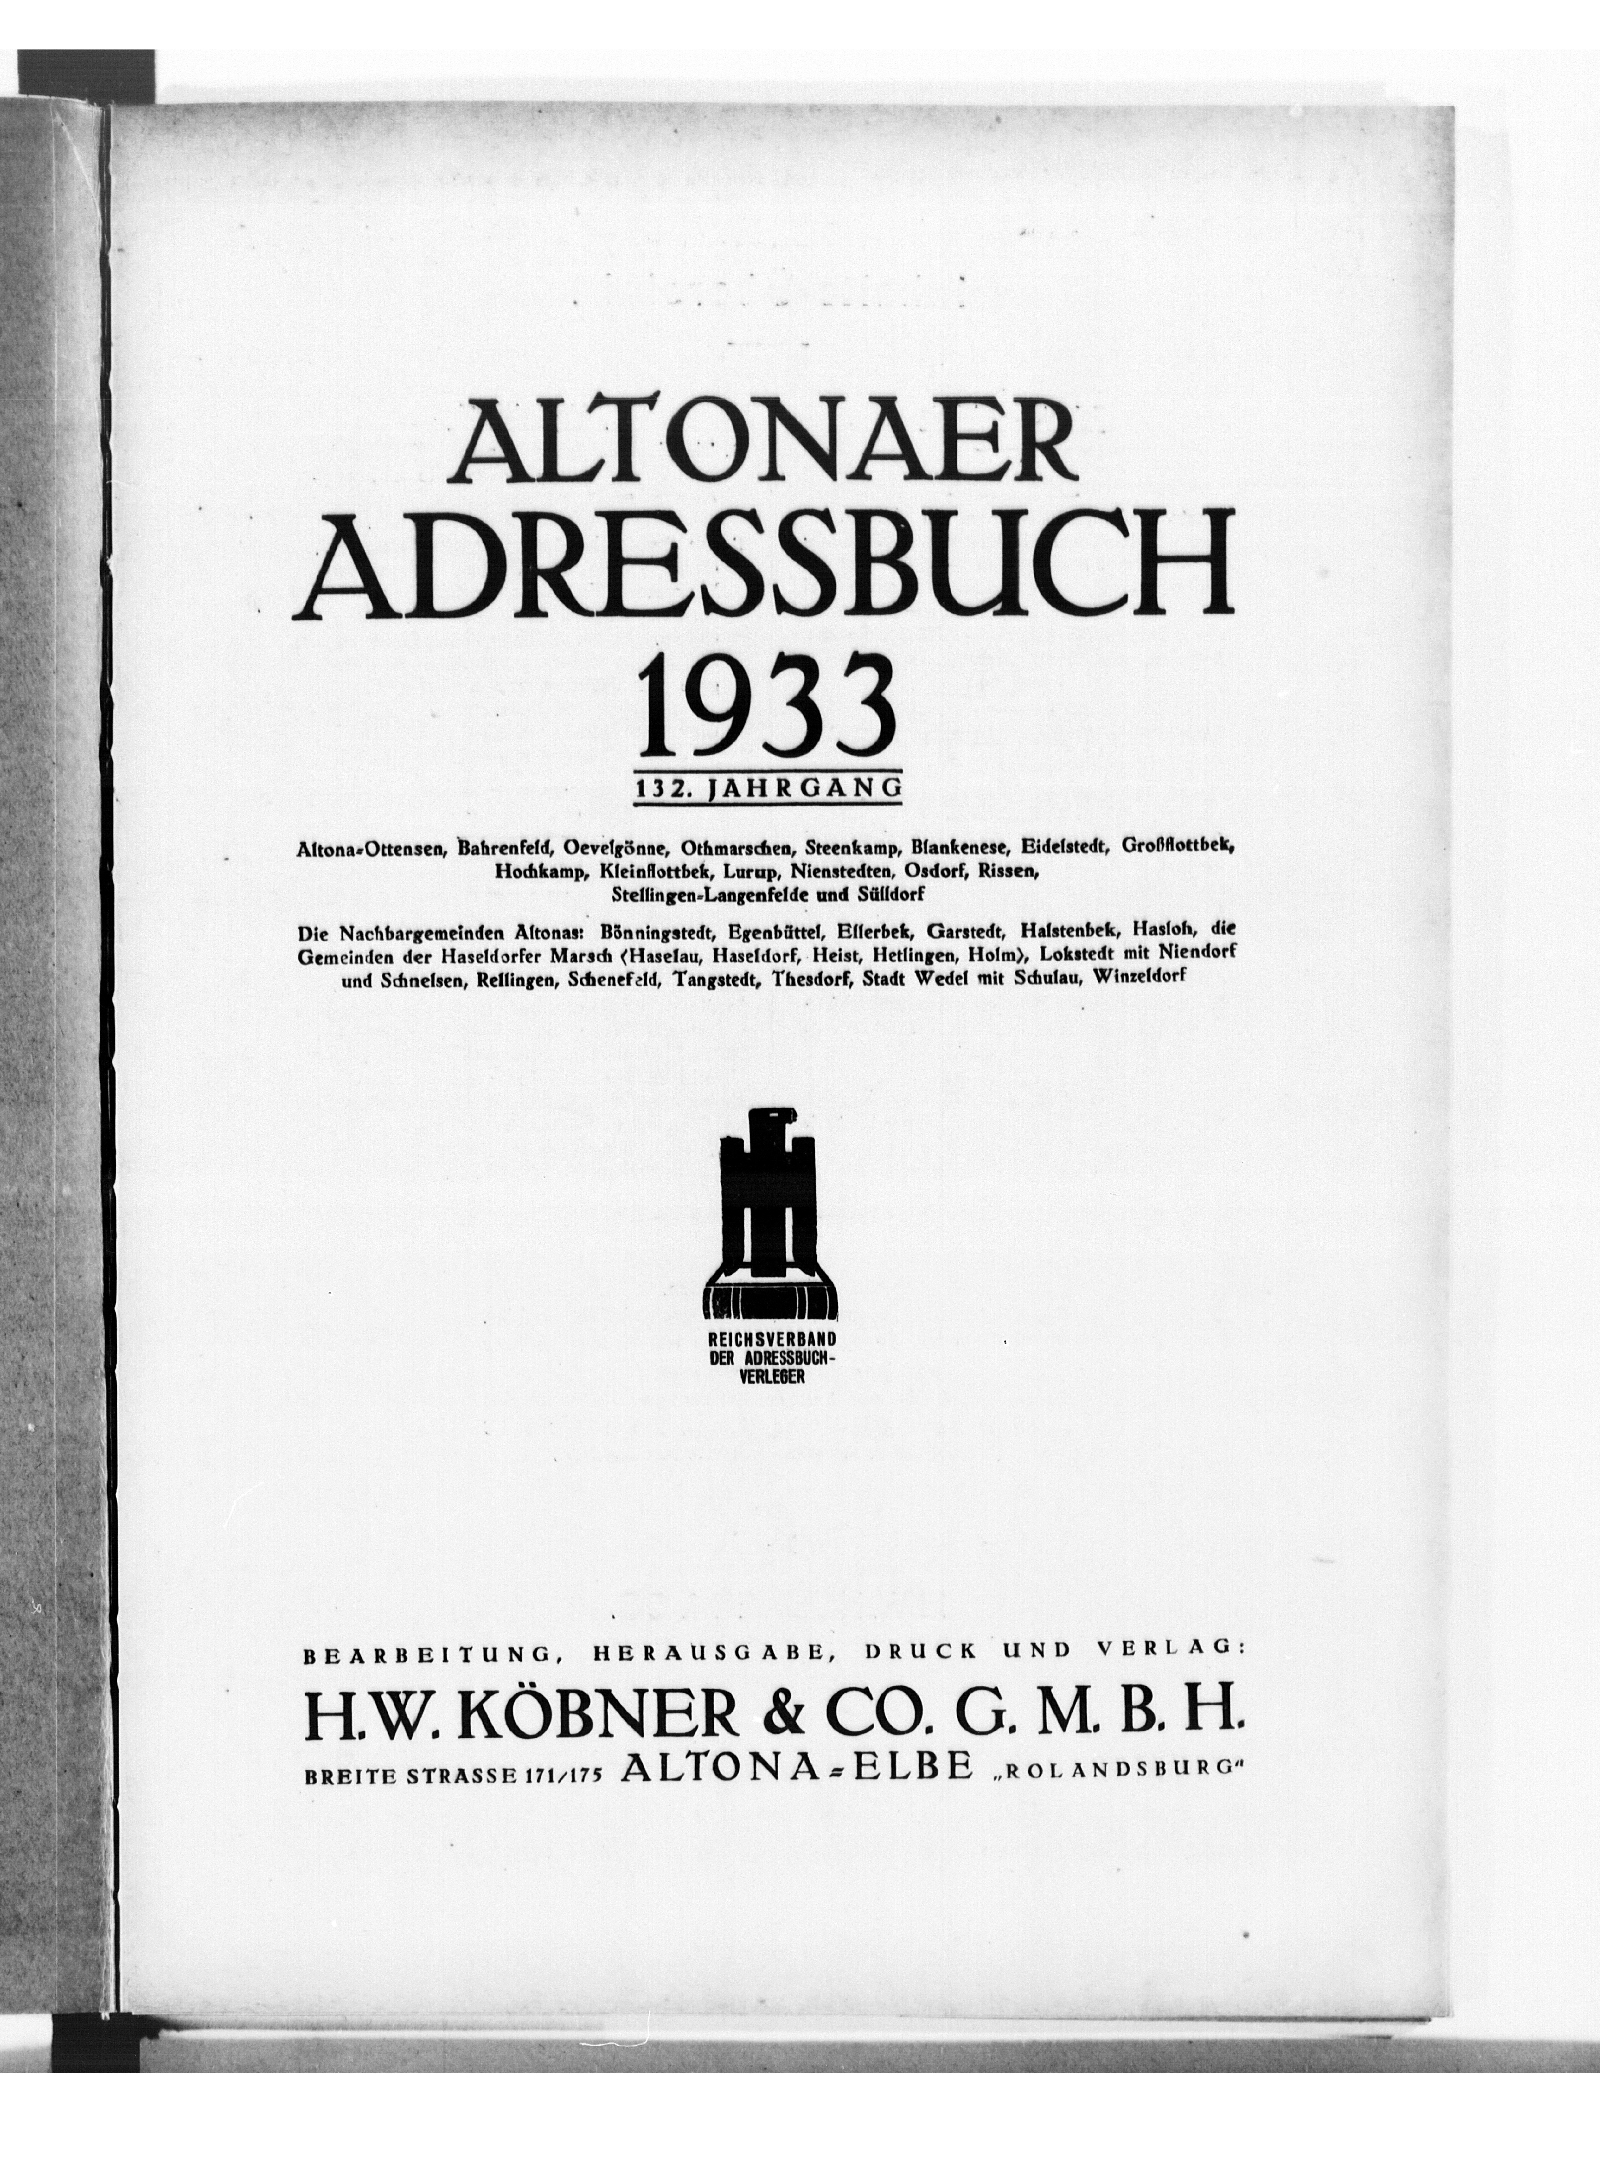 ALTONAER
ADRESSBUCH
1933
132. JAHRGANG
Altona-Ottensen, Bahrenfeld, Oevelgönne, Othmarschen, Steenkamp, Blankenese, Eidelstedt, Großflottbek,
Hochkamp, Kleinflottbek, Lurup, Nienstedten, Osdorf, Rissen,
Stellingen-Langenfelde und Sülldorf
Die Nachbargemeinden Altonas: Bönningstedt, Egenbüttel, Ellerbek, Garstedt, Halstenbek, Hasloh, die
Gemeinden der Haseldorfer Marsch (Haselau, Haseldorf, Heist, Hetlingen, Holm), Lokstedt mit Niendorf
und Schnelsen, Rellingen, Schenefeld, Tangstedt, Thesdorf, Stadt Wedel mit Schulau, Winzeldorf
REICHSVERBAND
DER ADRESSBUCH-
VERLEGER
BEARBEITUNG, HERAUSGABE, DRUCK UND VERLAG:
H.W. KÖBNER & CO. G. M. B. H.
BREITE STRASSE 171/175 ALTONA-ELBE „ROLANDSBURG“